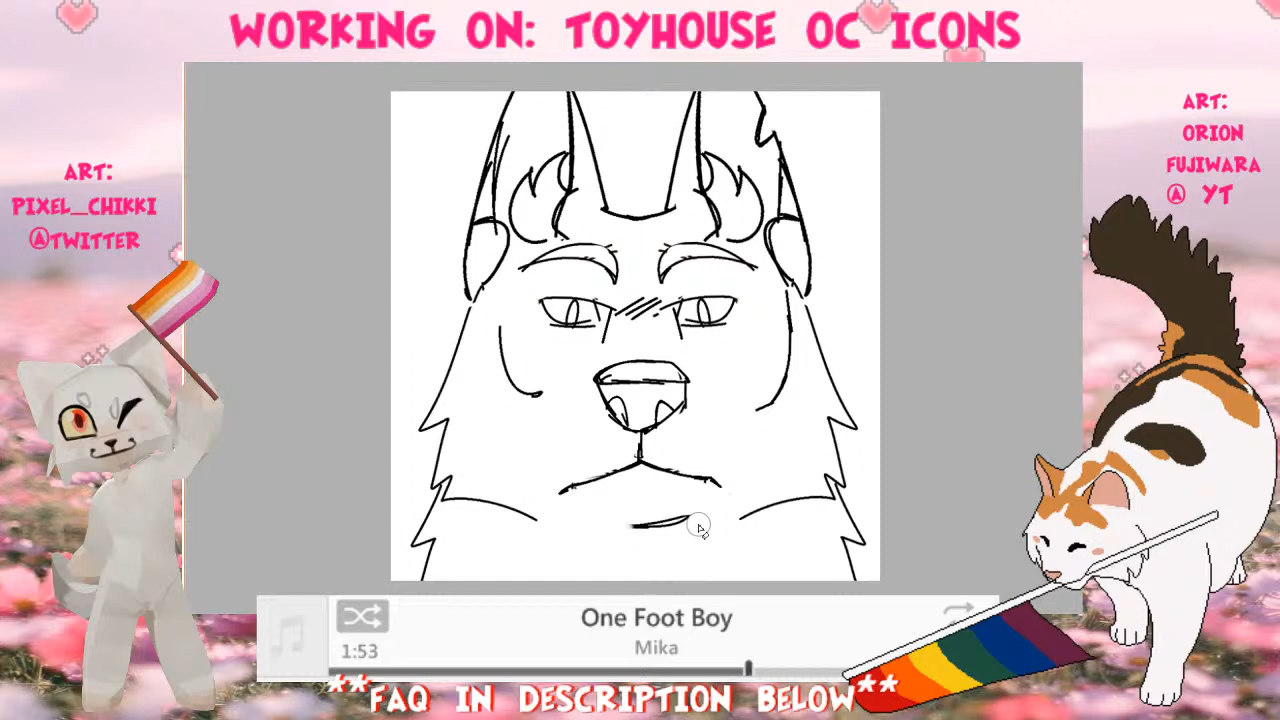 WORKING ON: TOYHOUSE OC ICONS
ART:
PIXEL_CHIKKI
@TWITTER
ART:
ORION
FUJIWARA
@ YT
One Foot Boy
1:53
Mika
**FAQ IN DESCRIPTION BELOW**